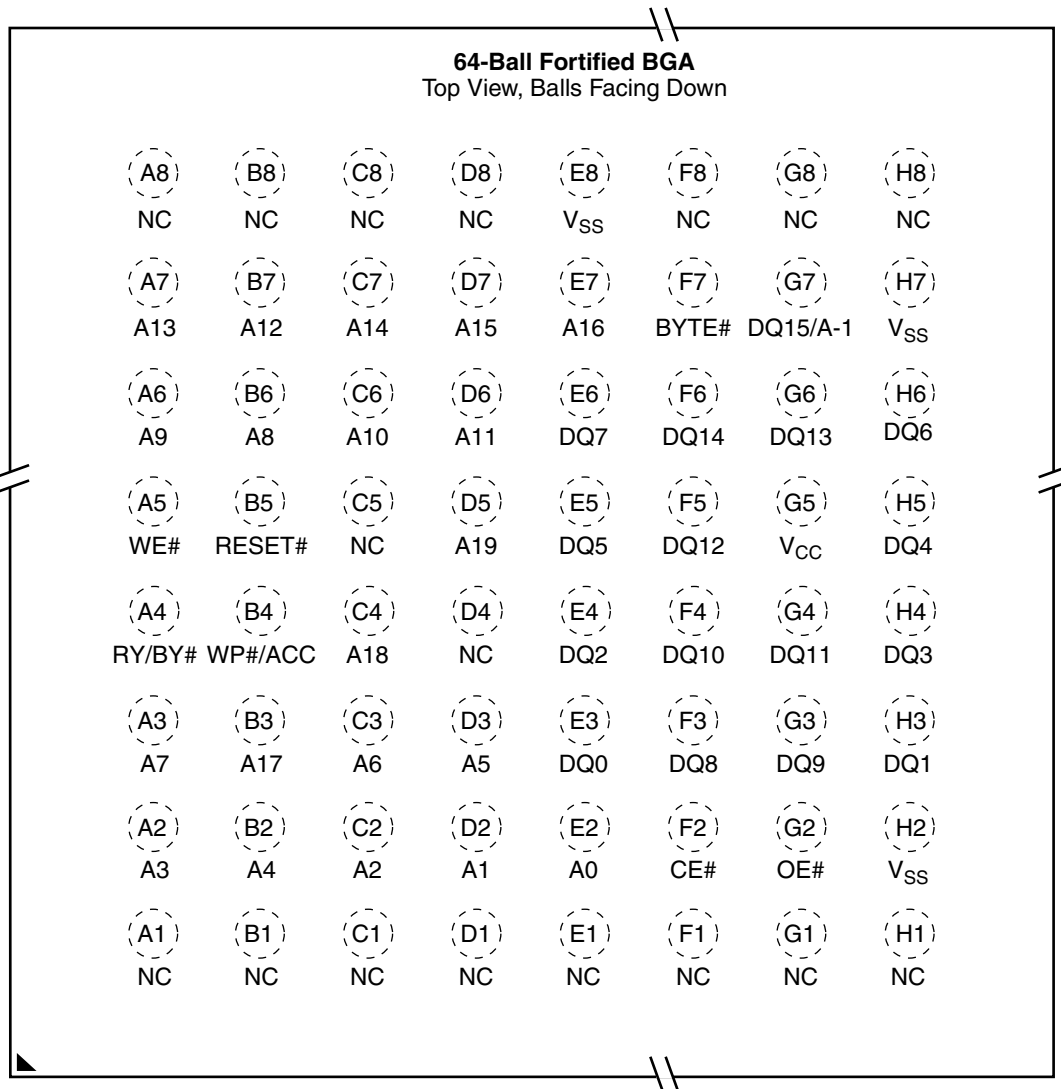 64-Ball Fortified BGA
Top View, Balls Facing Down
A8 B8 C8 D8 E8 F8 G8 H8
NC NC NC NC VSS NC NC NC
A7 B7 C7 D7 E7 F7 G7 H7
A13 A12 A14 A15 A16 BYTE# DQ15/A-1 VSS
A6 B6 C6 D6 E6 F6 G6 H6
A9 A8 A10 A11 DQ7 DQ14 DQ13 DQ6
A5 B5 C5 D5 E5 F5 G5 H5
WE# RESET# NC A19 DQ5 DQ12 VCC DQ4
A4 B4 C4 D4 E4 F4 G4 H4
RY/BY# WP#/ACC A18 NC DQ2 DQ10 DQ11 DQ3
A3 B3 C3 D3 E3 F3 G3 H3
A7 A17 A6 A5 DQ0 DQ8 DQ9 DQ1
A2 B2 C2 D2 E2 F2 G2 H2
A3 A4 A2 A1 A0 CE# OE# VSS
A1 B1 C1 D1 E1 F1 G1 H1
NC NC NC NC NC NC NC NC